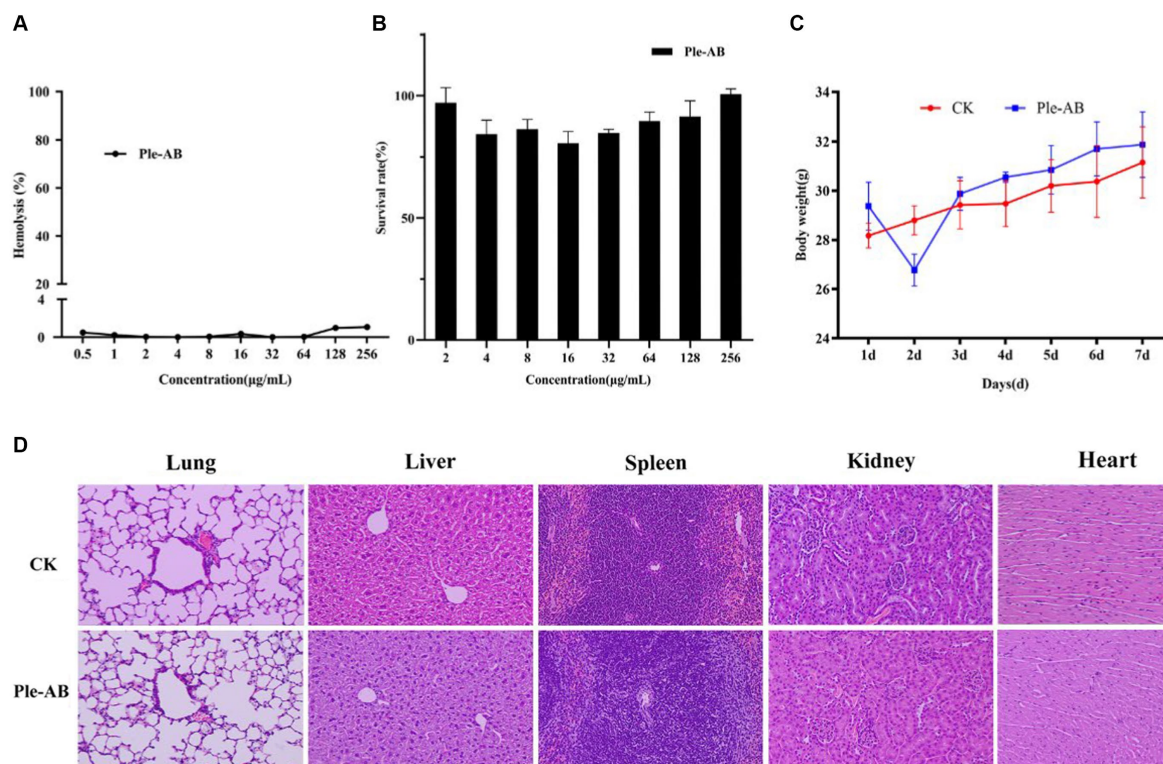 A
Hemolysis (%)
100
80
60
40
20
4
0
Ple-AB
0.5 1 2 4 8 16 32 64 128 256
Concentration(μg/mL)
B
Survival rate(%)
100
50
0
Ple-AB
2 4 8 16 32 64 128 256
Concentration(μg/mL)
C
Body weight(g)
34
32
30
28
26
24
CK Ple-AB
1d 2d 3d 4d 5d 6d 7d
Days(d)
D
Lung Liver Spleen Kidney Heart
CK
Ple-AB